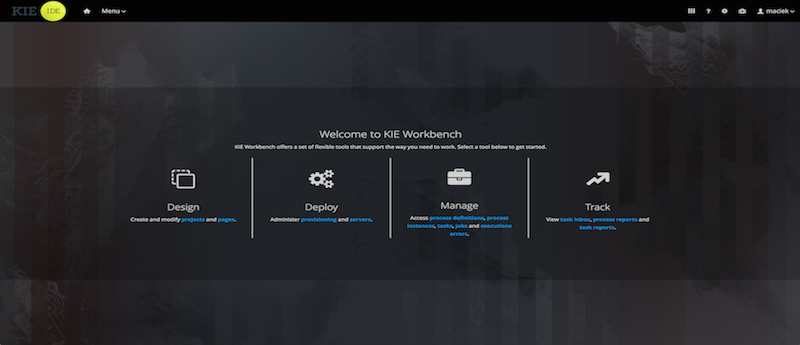 KIE IDE Menu ? maciek
Welcome to KIE Workbench
KIE Workbench offers a set of flexible tools that support the way you need to work. Select a tool below to get started.
Design
Create and modify projects and pages.
Deploy
Administer provisioning and servers.
Manage
Access process definitions, process
instances, tasks, jobs and executions
errors.
Track
View task inbox, process reports and
task reports.